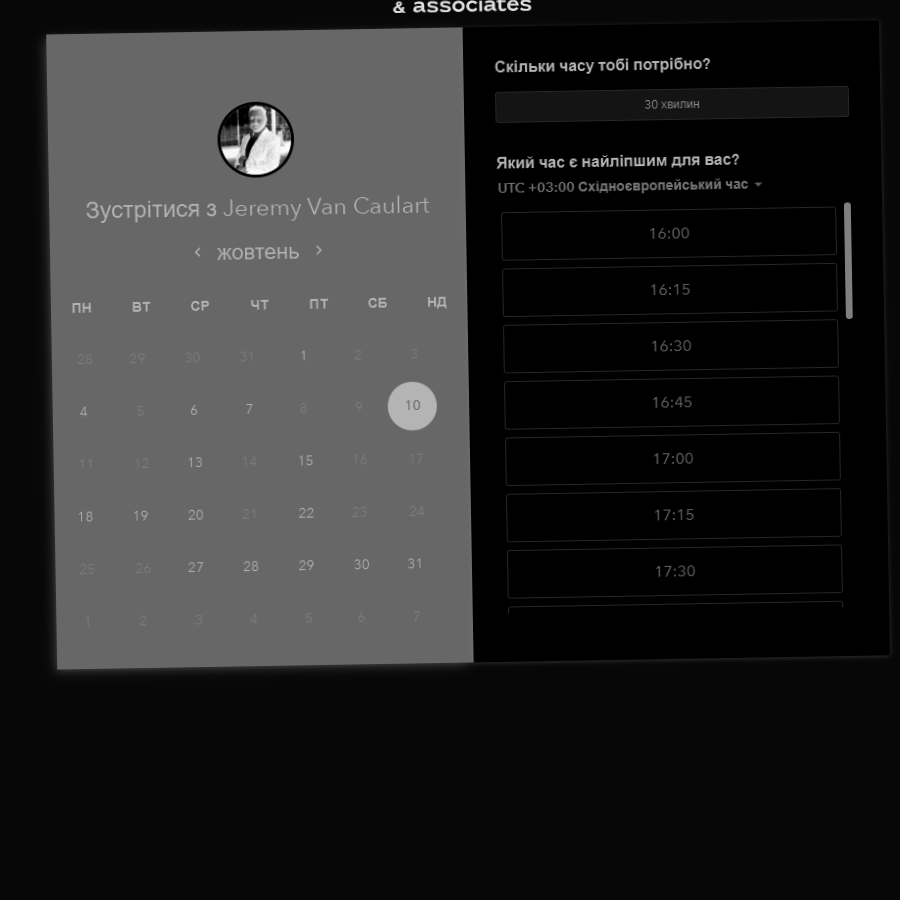 & associates
Зустрітися з Jeremy Van Caulart
жовтень
ПН ВТ СР ЧТ ПТ СБ НД
28 29 30 31 1 2 3
4 5 6 7 8 9 10
11 12 13 14 15 16 17
18 19 20 21 22 23 24
25 26 27 28 29 30 31
1 2 3 4 5 6 7
Скільки часу тобі потрібно?
30 хвилин
Який час є найліпшим для вас?
UTC +03:00 Східноєвропейський час
16:00
16:15
16:30
16:45
17:00
17:15
17:30